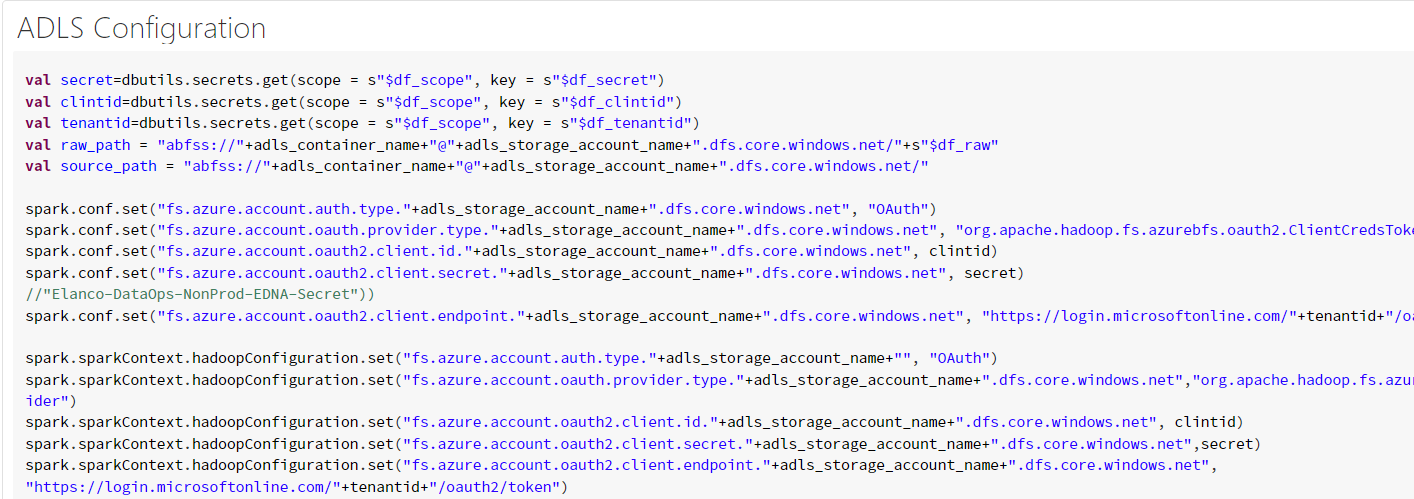 ADLS Configuration
val secret=dbutils.secrets.get(scope = s"$df_scope", key = s"$df_secret")
val clintid=dbutils.secrets.get(scope = s"$df_scope", key = s"$df_clintid")
val tenantid=dbutils.secrets.get(scope = s"$df_scope", key = s"$df_tenantid")
val raw_path = "abfss://"+adls_container_name+"@"+adls_storage_account_name+".dfs.core.windows.net/"+s"$df_raw"
val source_path = "abfss://"+adls_container_name+"@"+adls_storage_account_name+".dfs.core.windows.net/"
spark.conf.set("fs.azure.account.auth.type."+adls_storage_account_name+".dfs.core.windows.net", "OAuth")
spark.conf.set("fs.azure.account.oauth.provider.type."+adls_storage_account_name+".dfs.core.windows.net", "org.apache.hadoop.fs.azurebfs.oauth2.ClientCredsToke
spark.conf.set("fs.azure.account.oauth2.client.id."+adls_storage_account_name+".dfs.core.windows.net", clintid)
spark.conf.set("fs.azure.account.oauth2.client.secret."+adls_storage_account_name+".dfs.core.windows.net", secret)
//"Elanco-DataOps-NonProd-EDNA-Secret"))
spark.conf.set("fs.azure.account.oauth2.client.endpoint."+adls_storage_account_name+".dfs.core.windows.net", "https://login.microsoftonline.com/"+tenantid+"/oa
spark.sparkContext.hadoopConfiguration.set("fs.azure.account.auth.type."+adls_storage_account_name+"", "OAuth")
spark.sparkContext.hadoopConfiguration.set("fs.azure.account.oauth.provider.type."+adls_storage_account_name+".dfs.core.windows.net","org.apache.hadoop.fs.azur
ider")
spark.sparkContext.hadoopConfiguration.set("fs.azure.account.oauth2.client.id."+adls_storage_account_name+".dfs.core.windows.net", clintid)
spark.sparkContext.hadoopConfiguration.set("fs.azure.account.oauth2.client.secret."+adls_storage_account_name+".dfs.core.windows.net",secret)
spark.sparkContext.hadoopConfiguration.set("fs.azure.account.oauth2.client.endpoint."+adls_storage_account_name+".dfs.core.windows.net",
"https://login.microsoftonline.com/"+tenantid+"/oauth2/token")